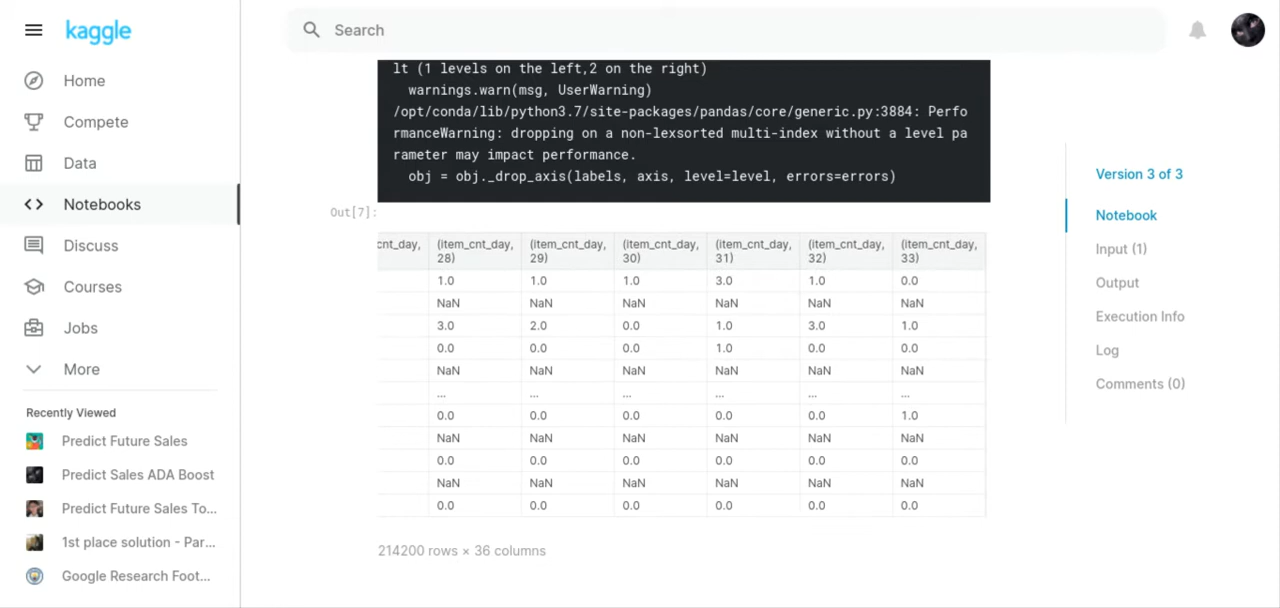 kaggle
Search
Home
Compete
Data
Notebooks
Discuss
Courses
Jobs
More
Recently Viewed
Predict Future Sales
Predict Sales ADA Boost
Predict Future Sales To...
1st place solution - Par...
Google Research Foot...
lt (1 levels on the left,2 on the right)
warnings.warn(msg, UserWarning)
/opt/conda/lib/python3.7/site-packages/pandas/core/generic.py:3884: Perfo
rmanceWarning: dropping on a non-lexsorted multi-index without a level pa
rameter may impact performance.
obj = obj._drop_axis(labels, axis, level=level, errors=errors)
Out[7]:
cnt_day, (item_cnt_day, (item_cnt_day, (item_cnt_day, (item_cnt_day, (item_cnt_day, (item_cnt_day,
28) 29) 30) 31) 32) 33)
1.0 1.0 1.0 3.0 1.0 0.0
NaN NaN NaN NaN NaN NaN
3.0 2.0 0.0 1.0 3.0 1.0
0.0 0.0 0.0 1.0 0.0 0.0
NaN NaN NaN NaN NaN NaN
... ... ... ... ... ...
0.0 0.0 0.0 0.0 0.0 1.0
NaN NaN NaN NaN NaN NaN
0.0 0.0 0.0 0.0 0.0 0.0
NaN NaN NaN NaN NaN NaN
0.0 0.0 0.0 0.0 0.0 0.0
214200 rows × 36 columns
Version 3 of 3
Notebook
Input (1)
Output
Execution Info
Log
Comments (0)